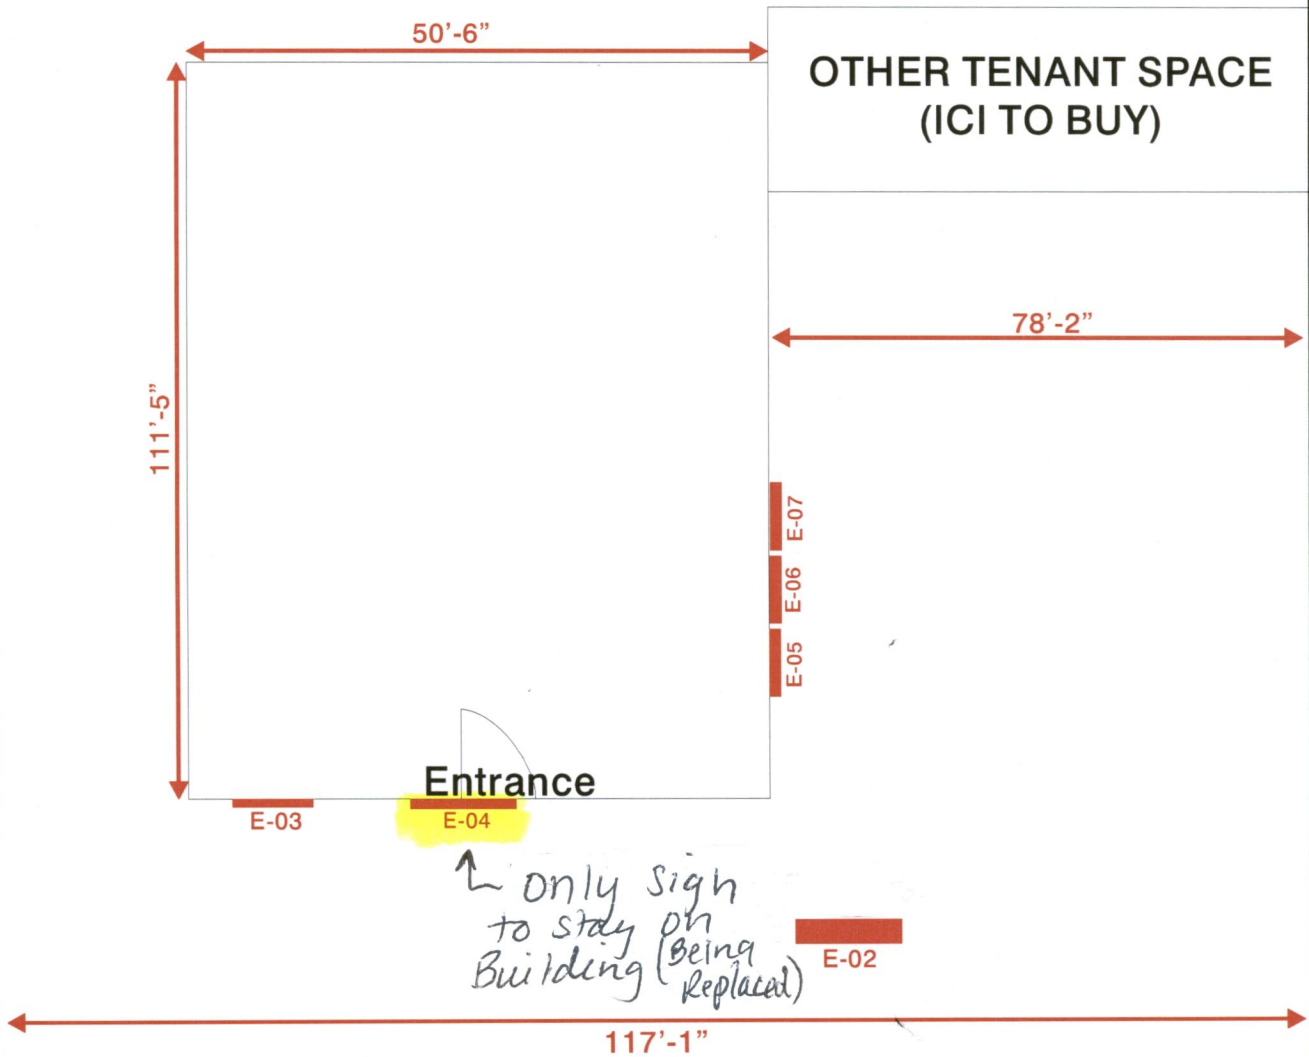 50'-6”
OTHER TENANT SPACE
(ICI TO BUY)
78'-2”
111'-5”
E-07
E-06
E-05
Entrance
E-03
E-04
only sign
to stay on
Building (Being
Replaced)
E-02
117'-1”